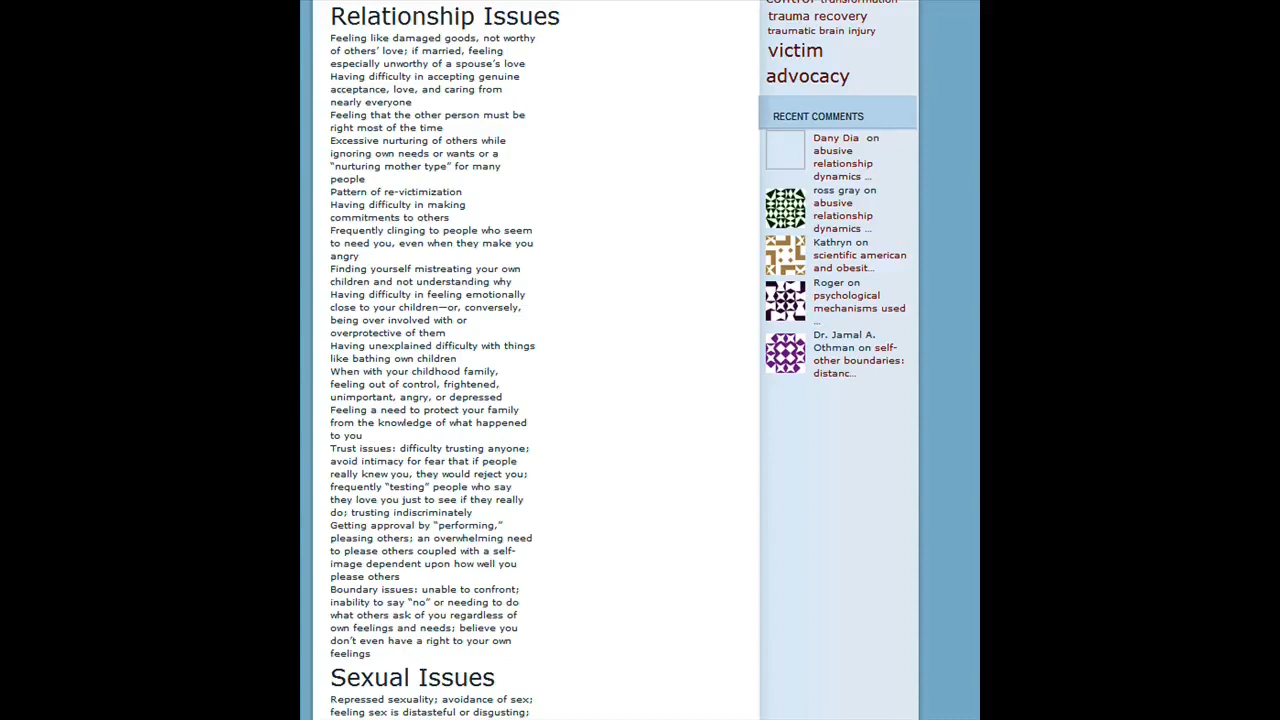 Relationship Issues
Feeling like damaged goods, not worthy
of others’ love; if married, feeling
especially unworthy of a spouse’s love
Having difficulty in accepting genuine
acceptance, love, and caring from
nearly everyone
Feeling that the other person must be
right most of the time
Excessive nurturing of others while
ignoring own needs or wants or a
“nurturing mother type” for many
people
Pattern of re-victimization
Having difficulty in making
commitments to others
Frequently clinging to people who seem
to need you, even when they make you
angry
Finding yourself mistreating your own
children and not understanding why
Having difficulty in feeling emotionally
close to your children—or, conversely,
being over involved with or
overprotective of them
Having unexplained difficulty with things
like bathing own children
When with your childhood family,
feeling out of control, frightened,
unimportant, angry, or depressed
Feeling a need to protect your family
from the knowledge of what happened
to you
Trust issues: difficulty trusting anyone;
avoid intimacy for fear that if people
really knew you, they would reject you;
frequently “testing” people who say
they love you just to see if they really
do; trusting indiscriminately
Getting approval by “performing,”
pleasing others; an overwhelming need
to please others coupled with a self-
image dependent upon how well you
please others
Boundary issues: unable to confront;
inability to say “no” or needing to do
what others ask of you regardless of
own feelings and needs; believe you
don’t even have a right to your own
feelings
Sexual Issues
Repressed sexuality; avoidance of sex;
feeling sex is distasteful or disgusting;
control transformation
trauma recovery
traumatic brain injury
victim
advocacy
RECENT COMMENTS
Dany Dia on
abusive
relationship
dynamics ...
ross gray on
abusive
relationship
dynamics ...
Kathryn on
scientific american
and obesit...
Roger on
psychological
mechanisms used
...
Dr. Jamal A.
Othman on self-
other boundaries:
distanc...